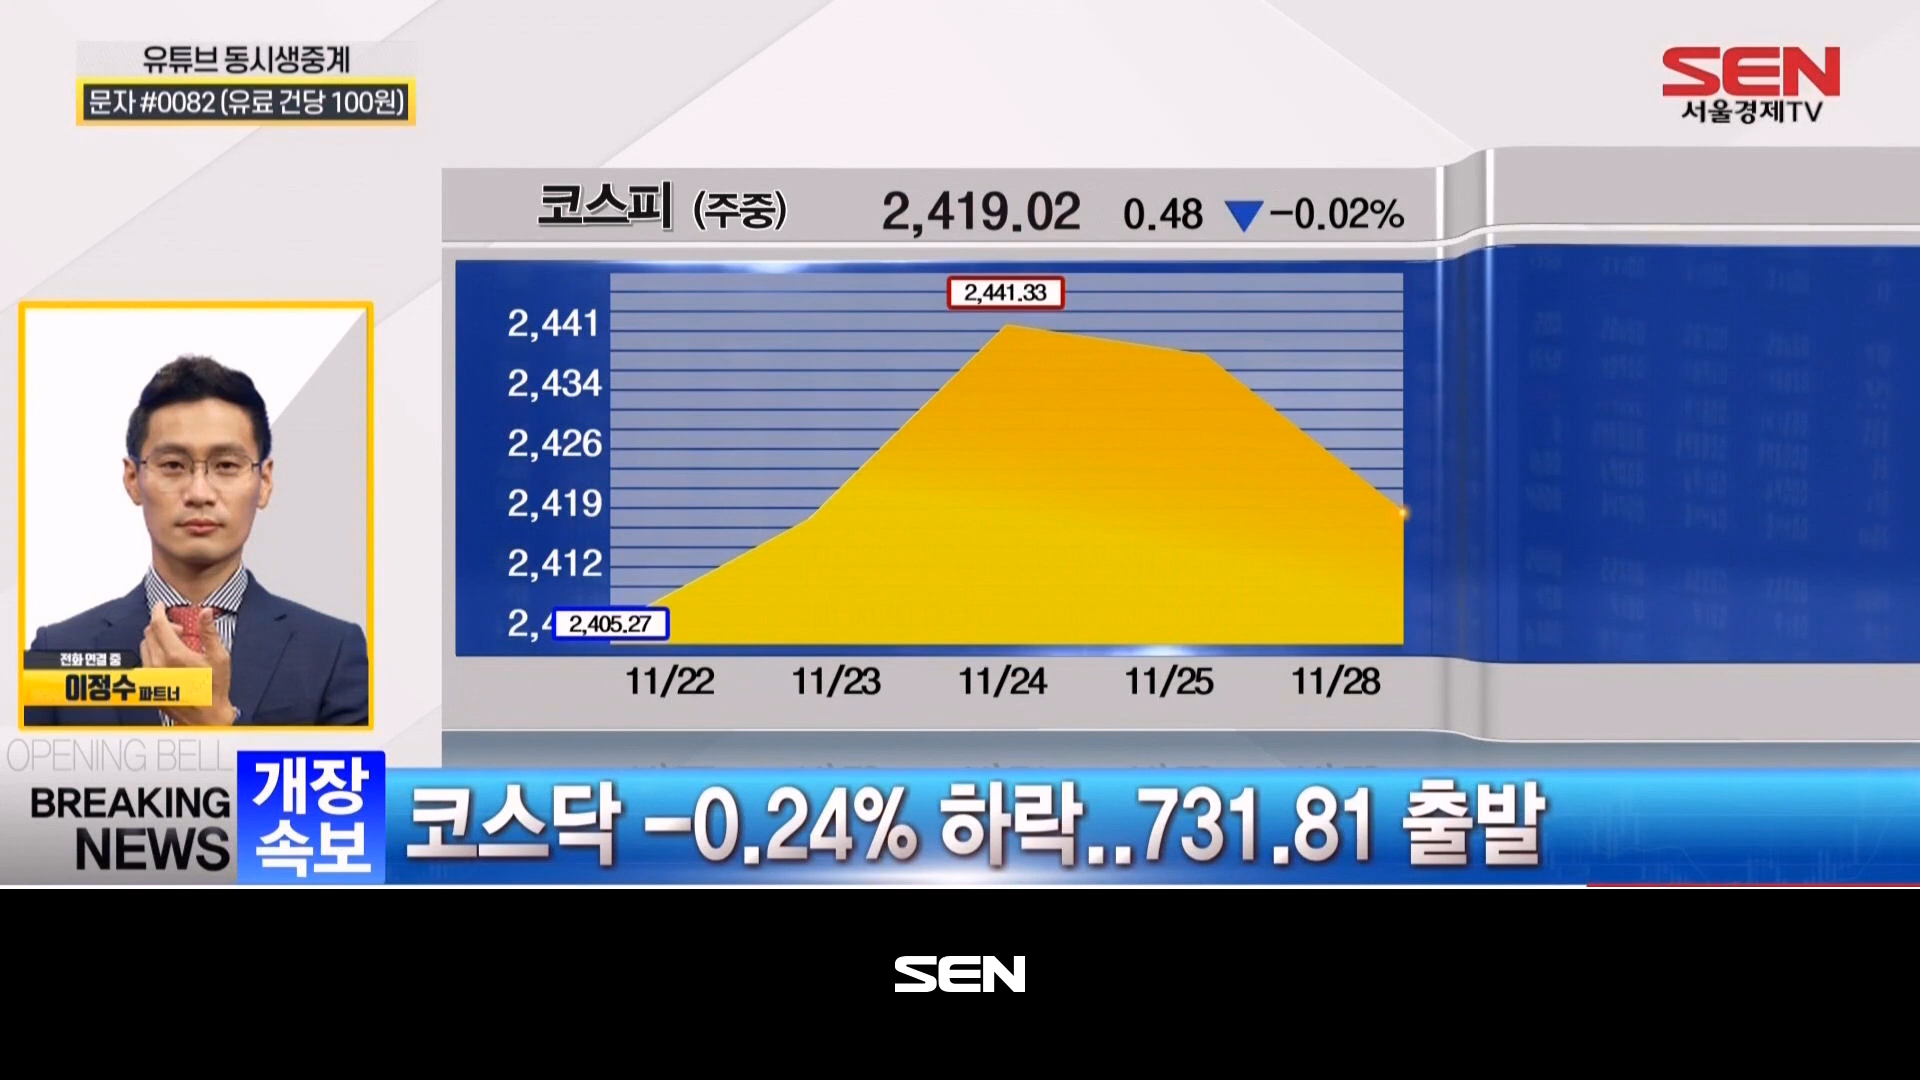 유튜브 동시생중계
문자 #0082 (유료 건당 100원)
SEN
서울경제TV
코스피 (주중) 2,419.02 0.48 ▼ -0.02%
2,441.33
2,441
2,434
2,426
2,419
2,412
2,405.27
11/22 11/23 11/24 11/25 11/28
전화 연결 중
이정수 파트너
OPENING BELL
BREAKING NEWS
개장 속보
코스닥 -0.24% 하락..731.81 출발
SEN